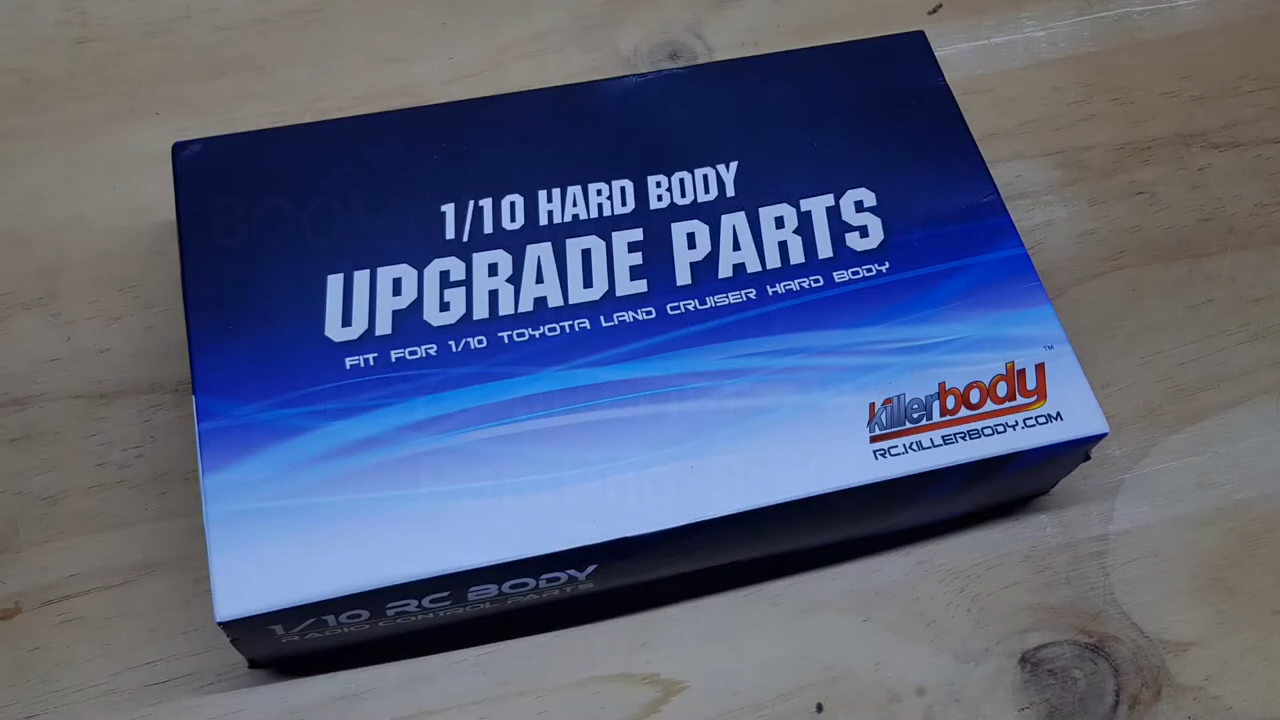 1/10 HARD BODY
UPGRADE PARTS
FIT FOR 1/10 TOYOTA LAND CRUISER HARD BODY
killerbody™
RC.KILLERBODY.COM
1/10 RC BODY
RADIO CONTROL PARTS